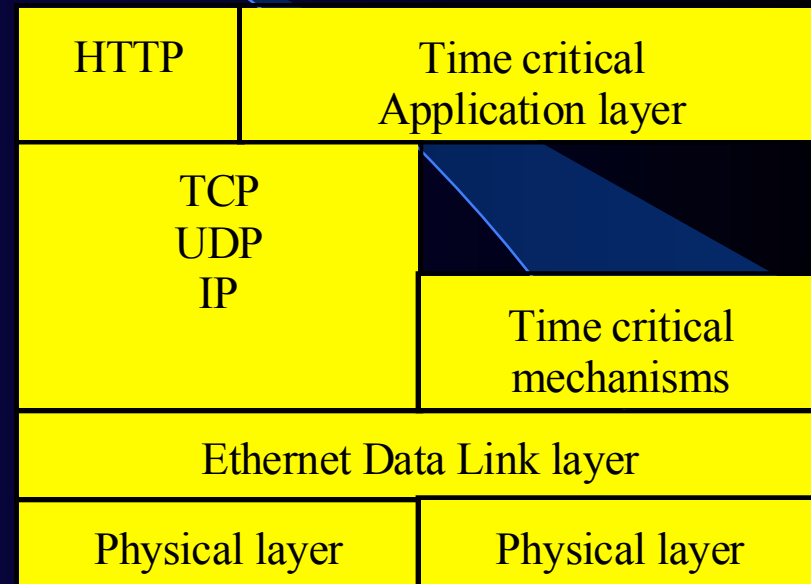 HTTP
Time critical
Application layer
TCP
UDP
IP
Time critical
mechanisms
Ethernet Data Link layer
Physical layer
Physical layer